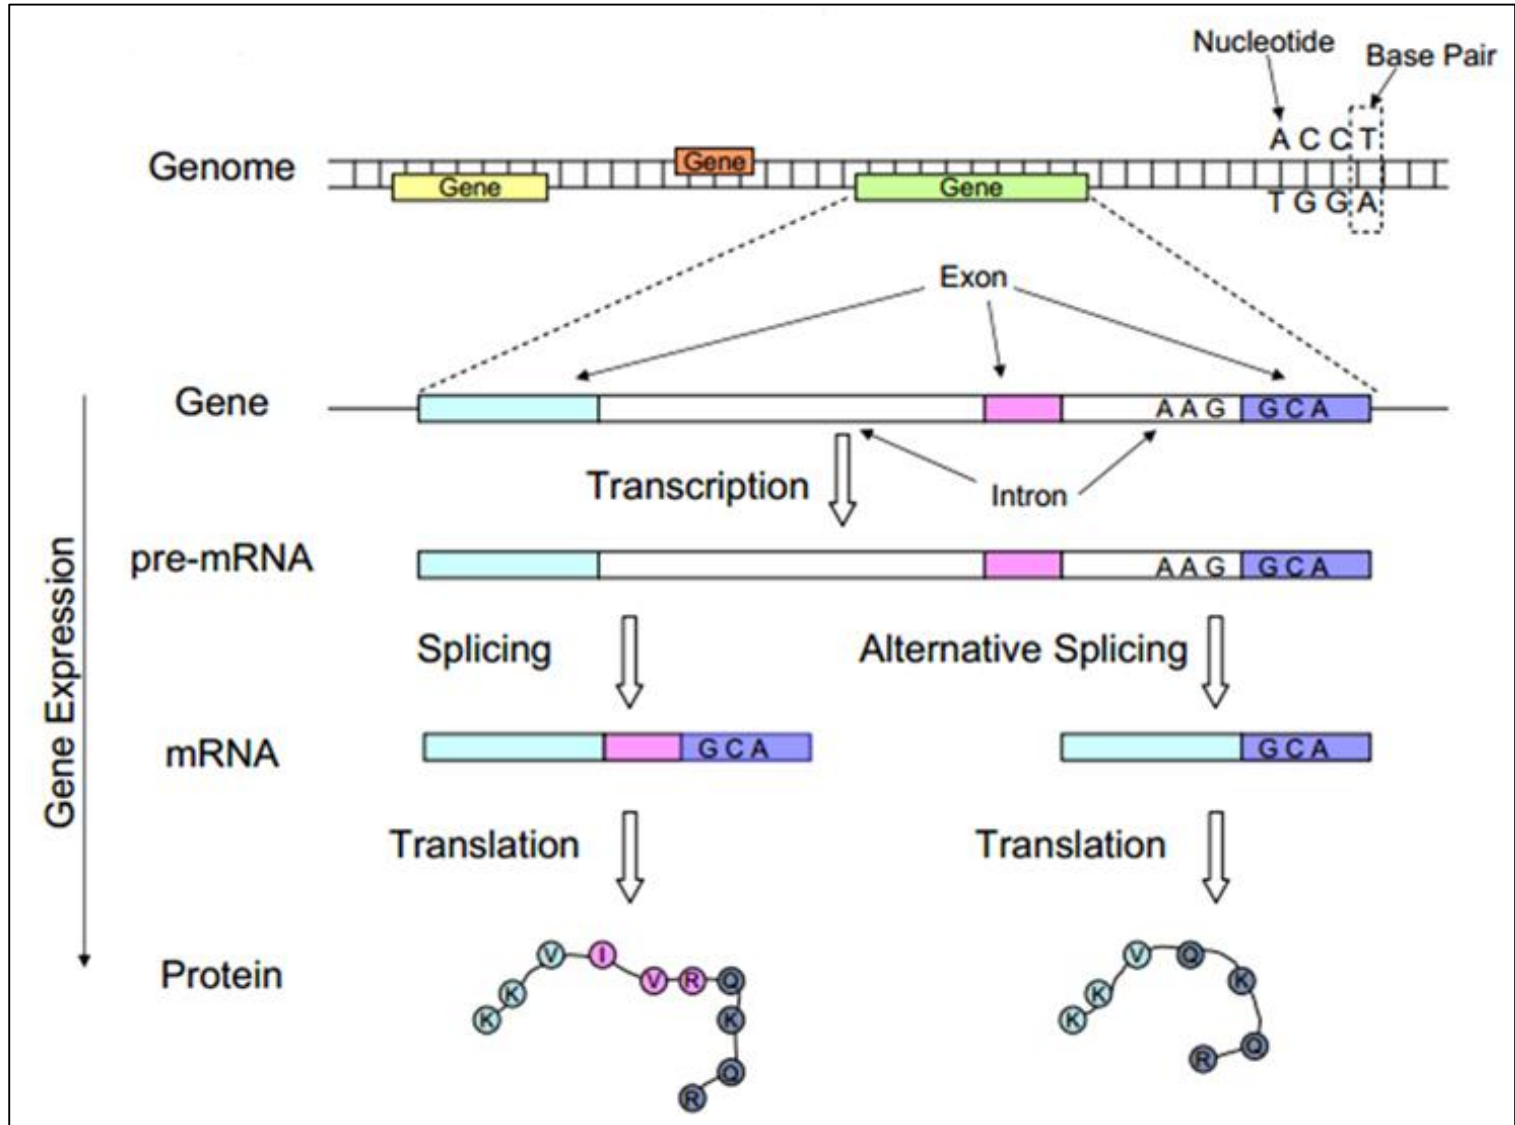 Nucleotide
Base Pair
A C C T
Genome
Gene
Gene
Gene
T G G A
Exon
Gene
A A G G C A
Transcription
Intron
pre-mRNA
A A G G C A
Splicing
Alternative Splicing
Gene Expression
mRNA
G C A
G C A
Translation
Translation
Protein
K K V I V R Q K Q R
K K V Q K Q R